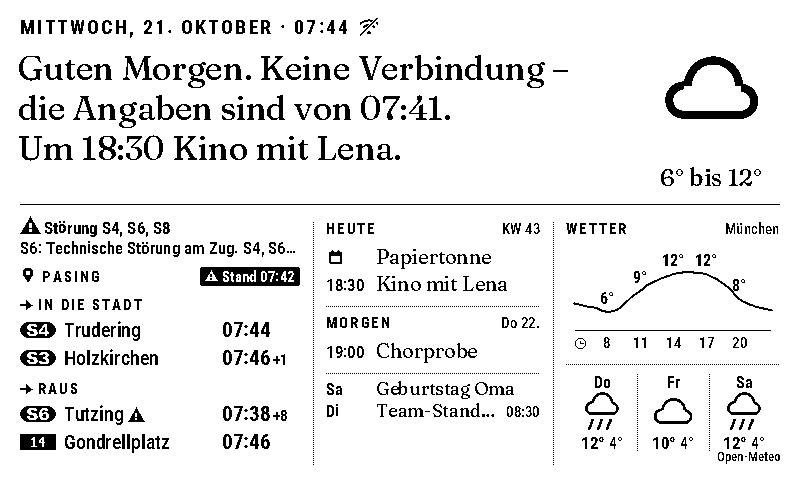 MITTWOCH, 21. OKTOBER · 07:44
Guten Morgen. Keine Verbindung –
die Angaben sind von 07:41.
Um 18:30 Kino mit Lena.
6° bis 12°
Störung S4, S6, S8
S6: Technische Störung am Zug. S4, S6...
PASING
Stand 07:42
IN DIE STADT
S4 Trudering 07:44
S3 Holzkirchen 07:46 +1
RAUS
S6 Tutzing 07:38 +8
14 Gondrellplatz 07:46
HEUTE KW 43
Papiertonne
18:30 Kino mit Lena
MORGEN Do 22.
19:00 Chorprobe
Sa Geburtstag Oma
Di Team-Stand... 08:30
WETTER München
6° 9° 12° 12° 8°
8 11 14 17 20
Do Fr Sa
12° 4° 10° 4° 12° 4°
Open-Meteo